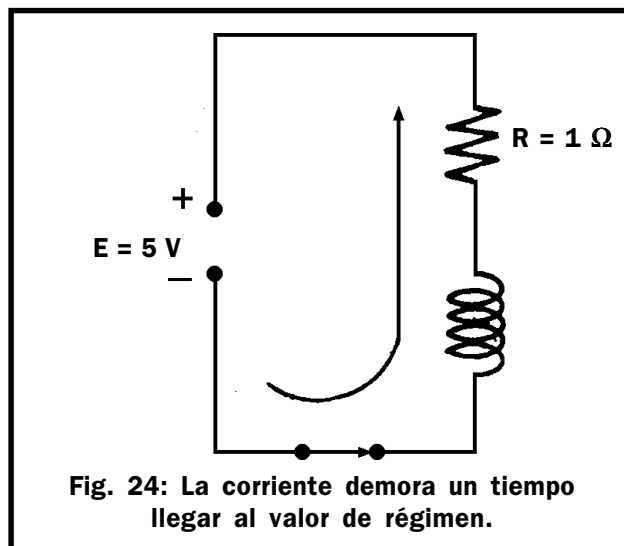 R = 1 Ω
+
E = 5 V
–
Fig. 24: La corriente demora un tiempo
llegar al valor de régimen.